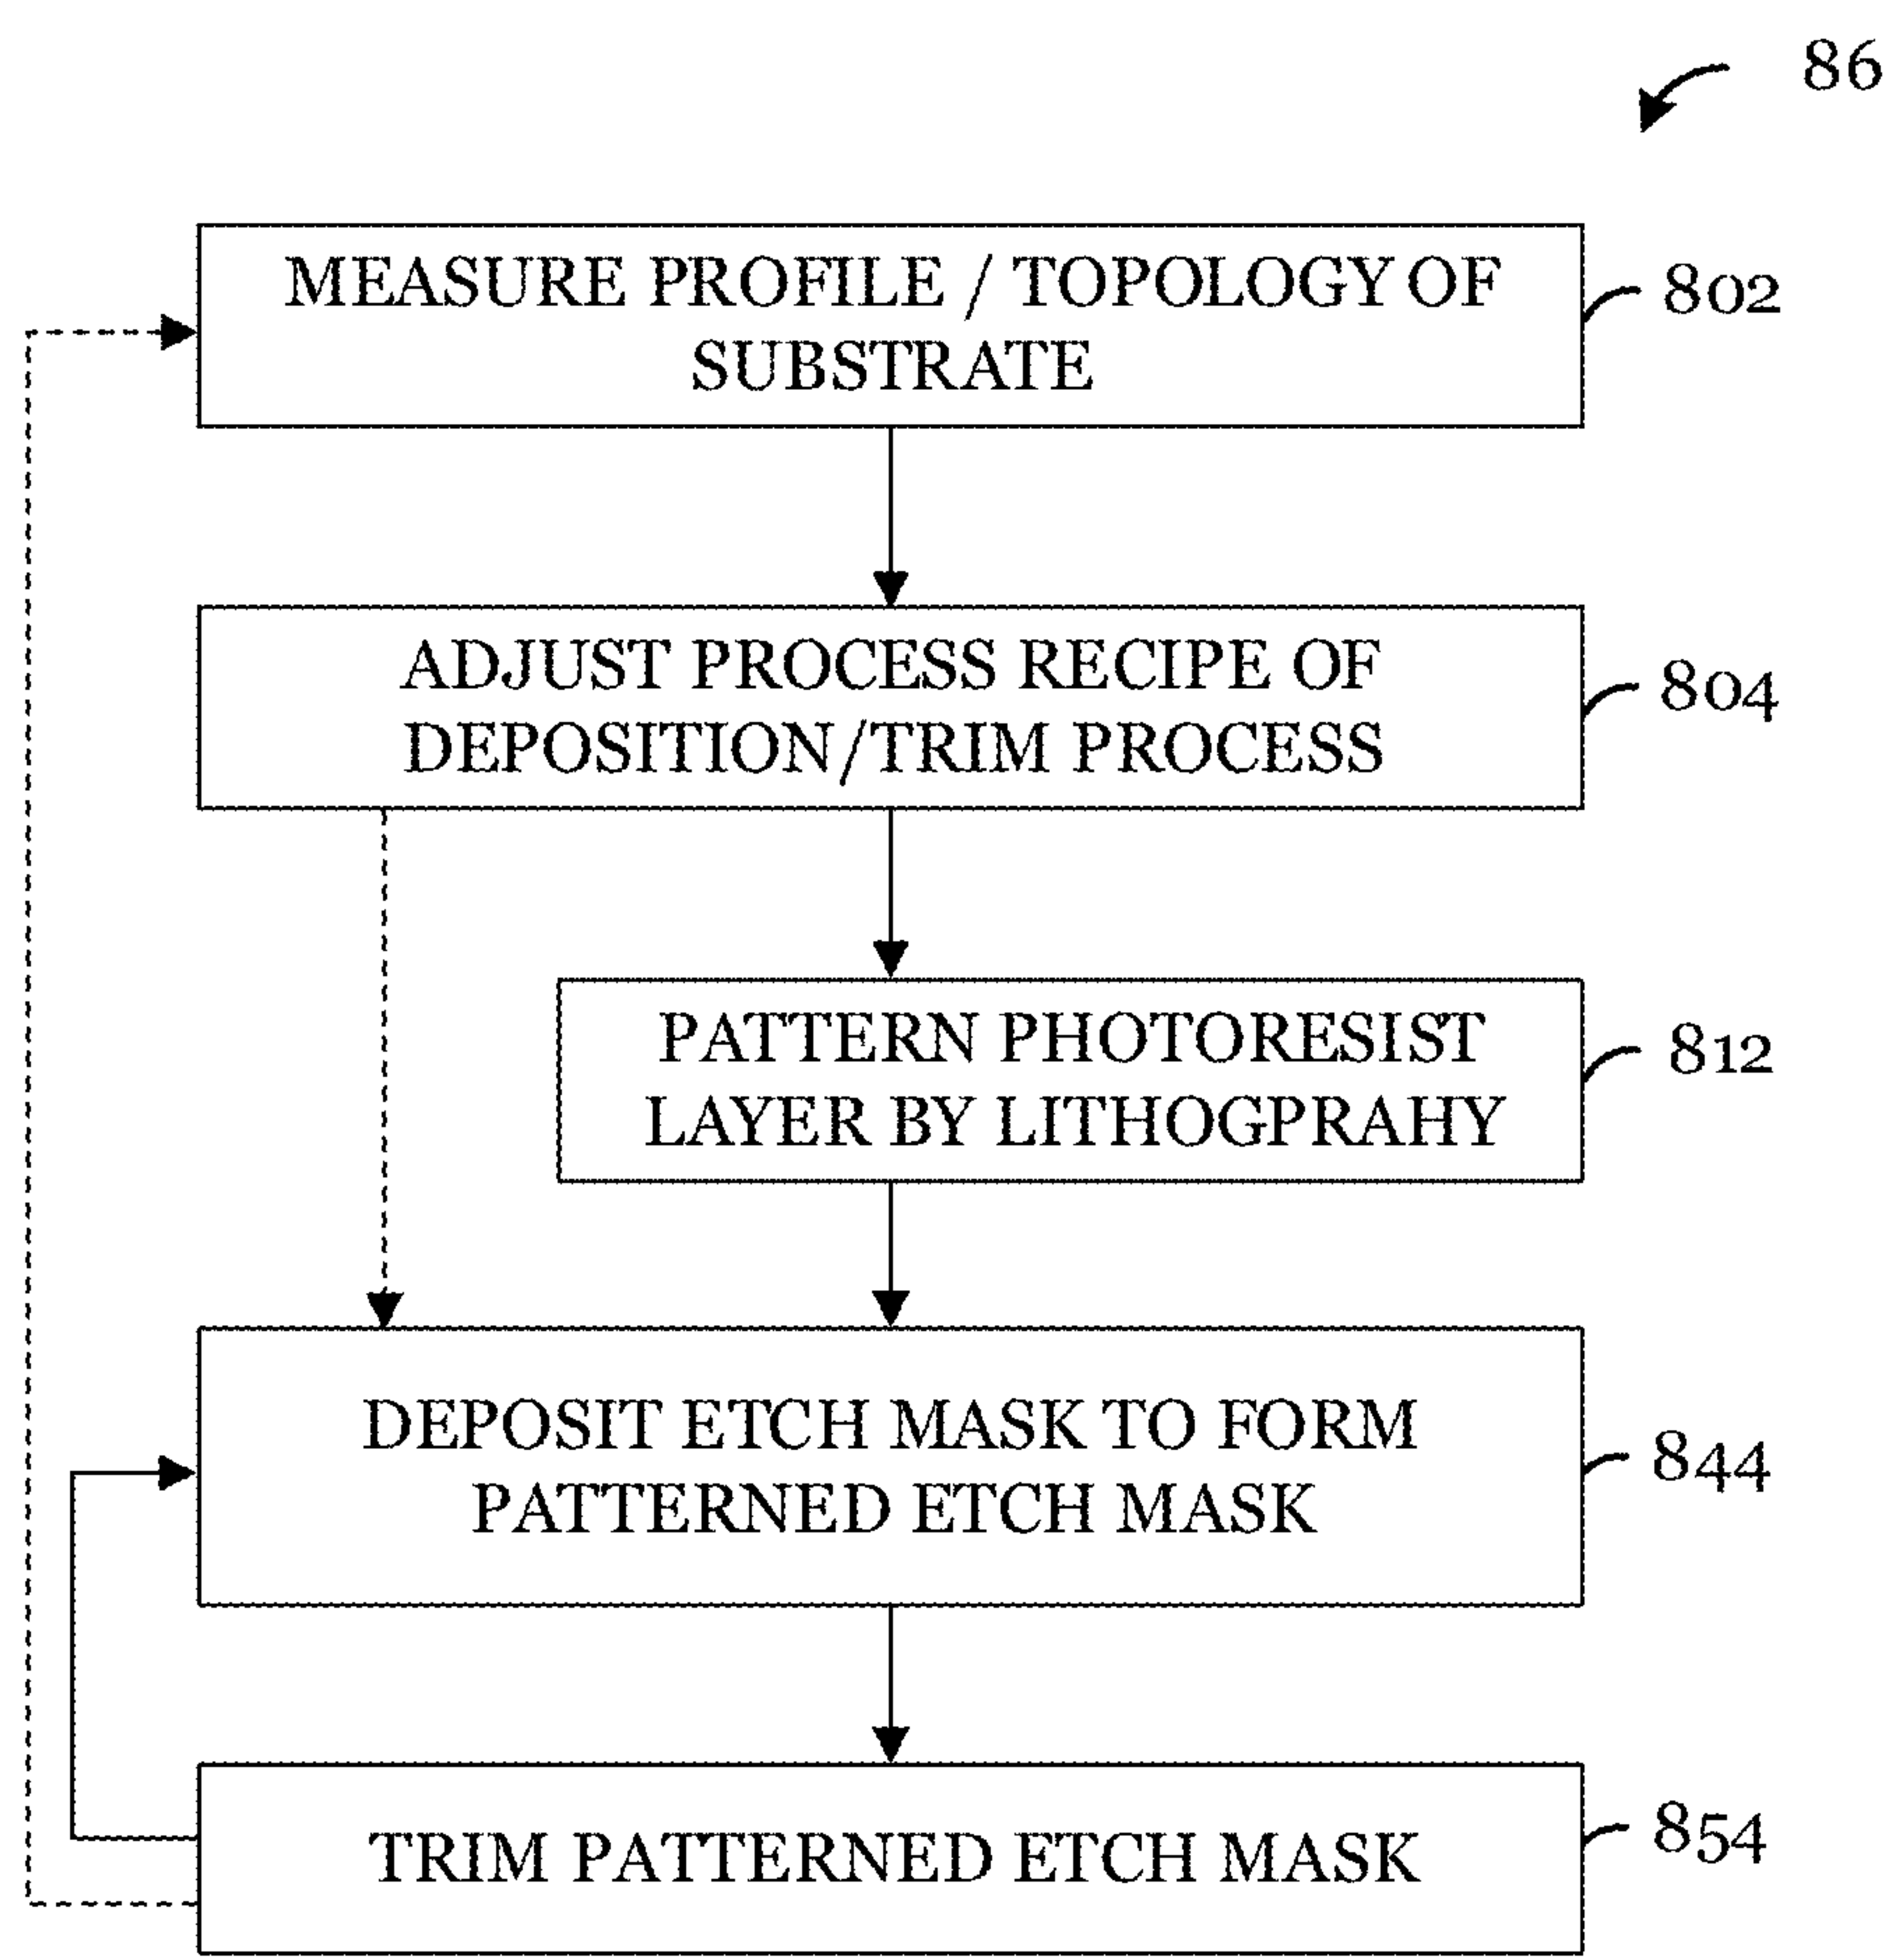 86
MEASURE PROFILE / TOPOLOGY OF
SUBSTRATE
802
ADJUST PROCESS RECIPE OF
DEPOSITION/TRIM PROCESS
804
PATTERN PHOTORESIST
LAYER BY LITHOGPRAHY
812
DEPOSIT ETCH MASK TO FORM
PATTERNED ETCH MASK
844
TRIM PATTERNED ETCH MASK
854